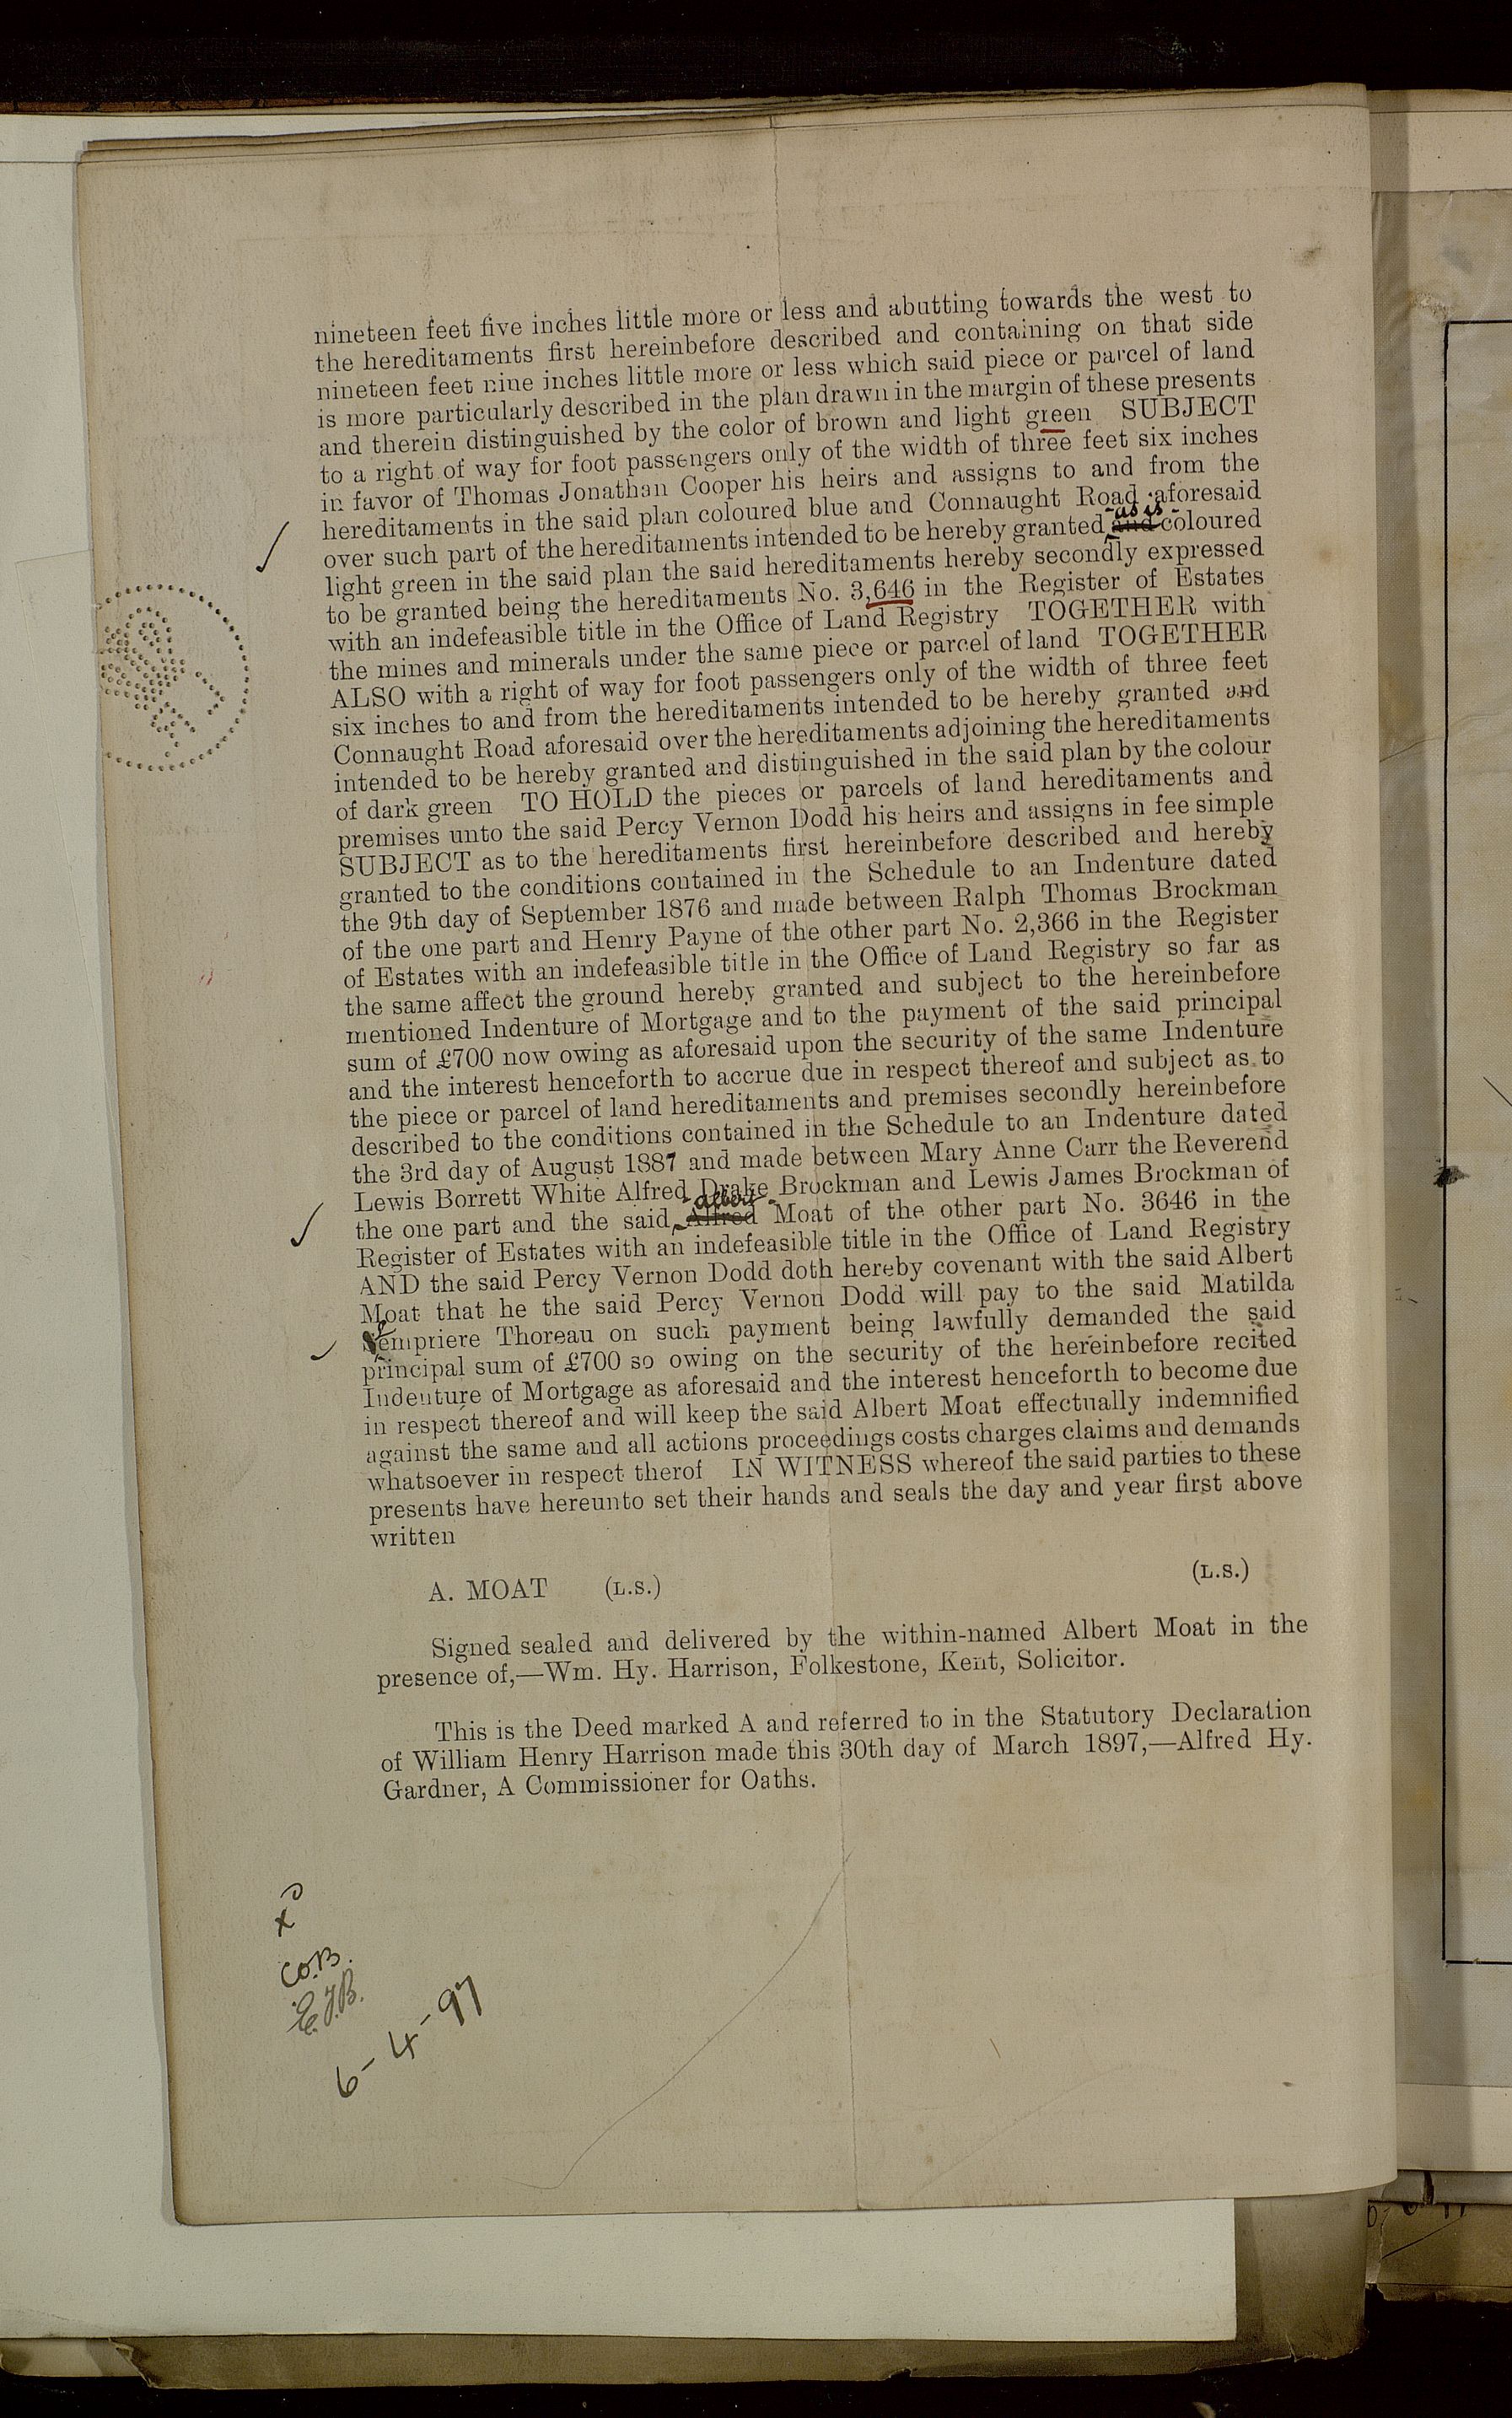 nineteen feet five inches little more or less and abutting towards the west to
the hereditaments first hereinbefore described and containing on that side
nineteen feet nine inches little more or less which said piece or parcel of land
is more particularly described in the plan drawn in the margin of these presents
and therein distinguished by the color of brown and light green SUBJECT
to a right of way for foot passengers only of the width of three feet six inches
in favor of Thomas Jonathan Cooper his heirs and assigns to and from the
hereditaments in the said plan coloured blue and Connaught Road aforesaid
-as is-
over such part of the hereditaments intended to be hereby granted and coloured
light green in the said plan the said hereditaments hereby secondly expressed
to be granted being the hereditaments No. 3,646 in the Register of Estates
with an indefeasible title in the Office of Land Registry TOGETHER with
the mines and minerals under the same piece or parcel of land TOGETHER
ALSO with a right of way for foot passengers only of the width of three feet
six inches to and from the hereditaments intended to be hereby granted and
Connaught Road aforesaid over the hereditaments adjoining the hereditaments
intended to be hereby granted and distinguished in the said plan by the colour
of dark green TO HOLD the pieces or parcels of land hereditaments and
premises unto the said Percy Vernon Dodd his heirs and assigns in fee simple
SUBJECT as to the hereditaments first hereinbefore described and hereby
granted to the conditions contained in the Schedule to an Indenture dated
the 9th day of September 1876 and made between Ralph Thomas Brockman
of the one part and Henry Payne of the other part No. 2,366 in the Register
of Estates with an indefeasible title in the Office of Land Registry so far as
the same affect the ground hereby granted and subject to the hereinbefore
mentioned Indenture of Mortgage and to the payment of the said principal
sum of £700 now owing as aforesaid upon the security of the same Indenture
and the interest henceforth to accrue due in respect thereof and subject as to
the piece or parcel of land hereditaments and premises secondly hereinbefore
described to the conditions contained in the Schedule to an Indenture dated
the 3rd day of August 1887 and made between Mary Anne Carr the Reverend
Lewis Borrett White Alfred Drake Brockman and Lewis James Brockman of
-albert-
the one part and the said Alfred Moat of the other part No. 3646 in the
Register of Estates with an indefeasible title in the Office of Land Registry
AND the said Percy Vernon Dodd doth hereby covenant with the said Albert
Moat that he the said Percy Vernon Dodd will pay to the said Matilda
Lempriere Thoreau on such payment being lawfully demanded the said
principal sum of £700 so owing on the security of the hereinbefore recited
Indenture of Mortgage as aforesaid and the interest henceforth to become due
in respect thereof and will keep the said Albert Moat effectually indemnified
against the same and all actions proceedings costs charges claims and demands
whatsoever in respect therof IN WITNESS whereof the said parties to these
presents have hereunto set their hands and seals the day and year first above
written
A. MOAT (L.S.) (L.S.)
Signed sealed and delivered by the within-named Albert Moat in the
presence of,—Wm. Hy. Harrison, Folkestone, Kent, Solicitor.
This is the Deed marked A and referred to in the Statutory Declaration
of William Henry Harrison made this 30th day of March 1897,—Alfred Hy.
Gardner, A Commissioner for Oaths.
x
Co.B.
E.J.B.
6-4-97